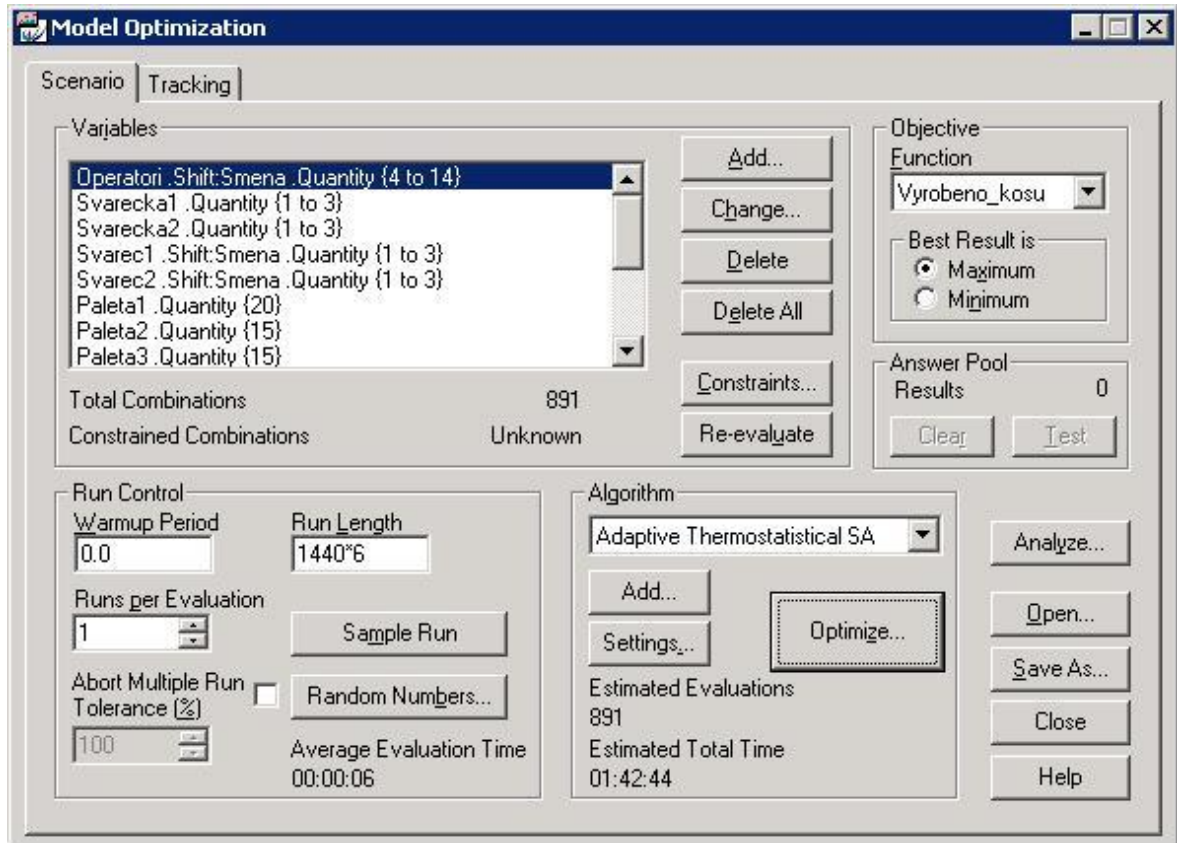 Model Optimization
Scenario
Tracking
Variables
Operatori .Shift:Smena .Quantity {4 to 14}
Svarecka1 .Quantity {1 to 3}
Svarecka2 .Quantity {1 to 3}
Svarec1 .Shift:Smena .Quantity {1 to 3}
Svarec2 .Shift:Smena .Quantity {1 to 3}
Paleta1 .Quantity {20}
Paleta2 .Quantity {15}
Paleta3 .Quantity {15}
Total Combinations 891
Constrained Combinations Unknown
Add...
Change...
Delete
Delete All
Constraints...
Re-evaluate
Objective
Function
Vyrobeno_kosu
Best Result is
Maximum
Minimum
Answer Pool
Results 0
Clear Test
Run Control
Warmup Period Run Length
0.0 1440*6
Runs per Evaluation
1
Sample Run
Abort Multiple Run
Tolerance (%)
100
Random Numbers...
Average Evaluation Time
00:00:06
Algorithm
Adaptive Thermostatistical SA
Add...
Settings...
Optimize...
Estimated Evaluations
891
Estimated Total Time
01:42:44
Analyze...
Open...
Save As...
Close
Help